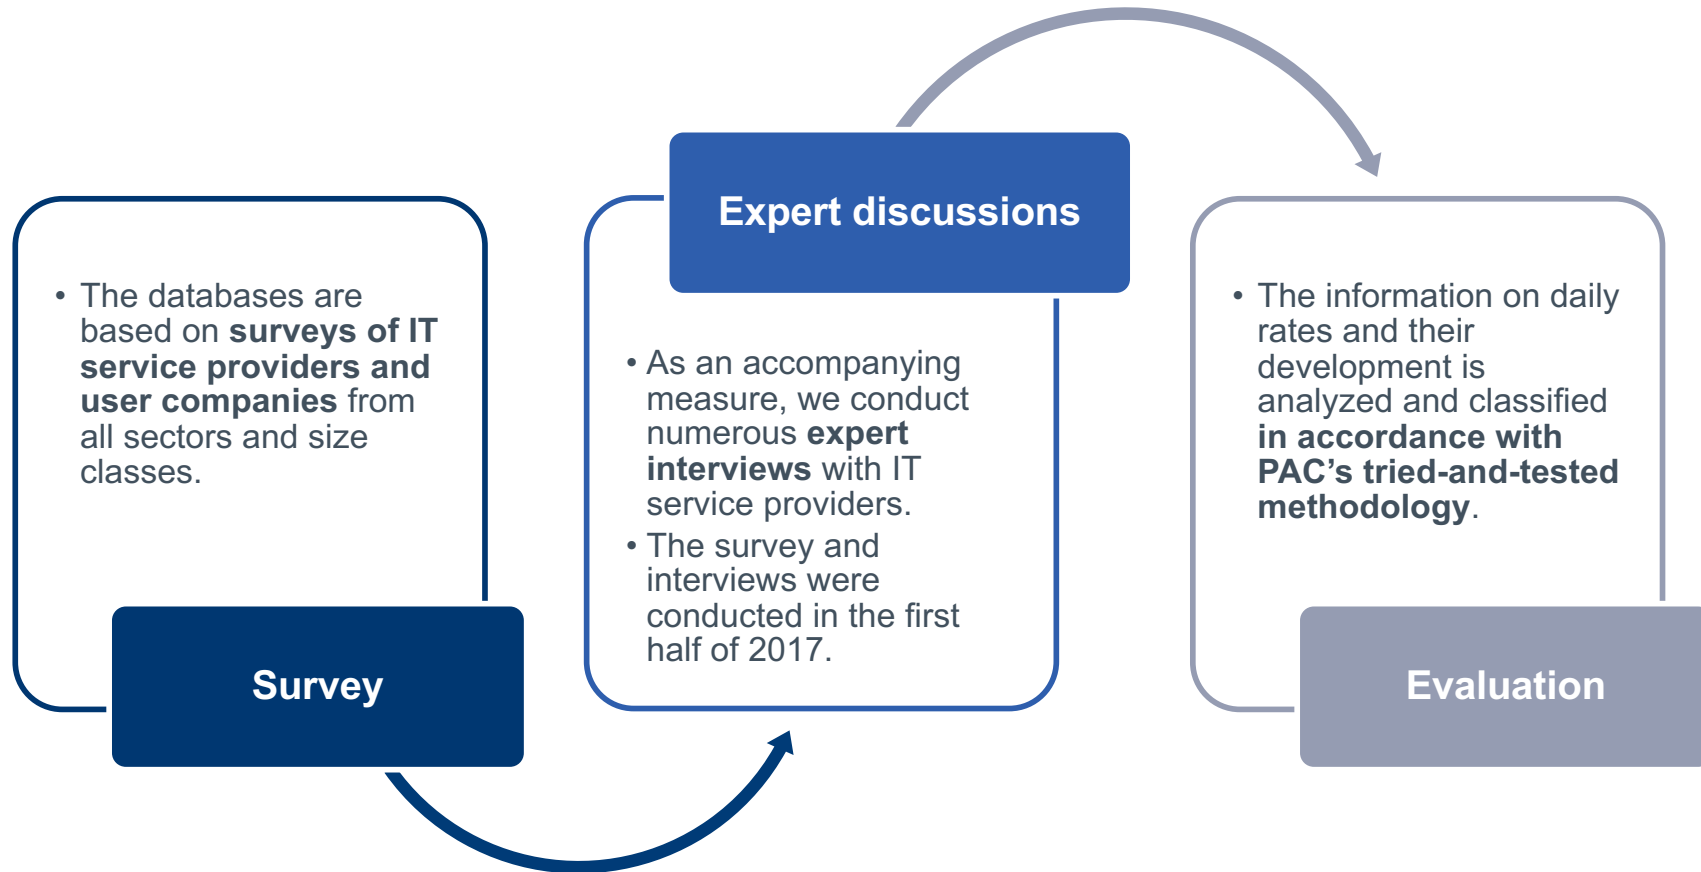 • The databases are
based on surveys of IT
service providers and
user companies from
all sectors and size
classes.
Survey
Expert discussions
• As an accompanying
measure, we conduct
numerous expert
interviews with IT
service providers.
• The survey and
interviews were
conducted in the first
half of 2017.
• The information on daily
rates and their
development is
analyzed and classified
in accordance with
PAC’s tried-and-tested
methodology.
Evaluation